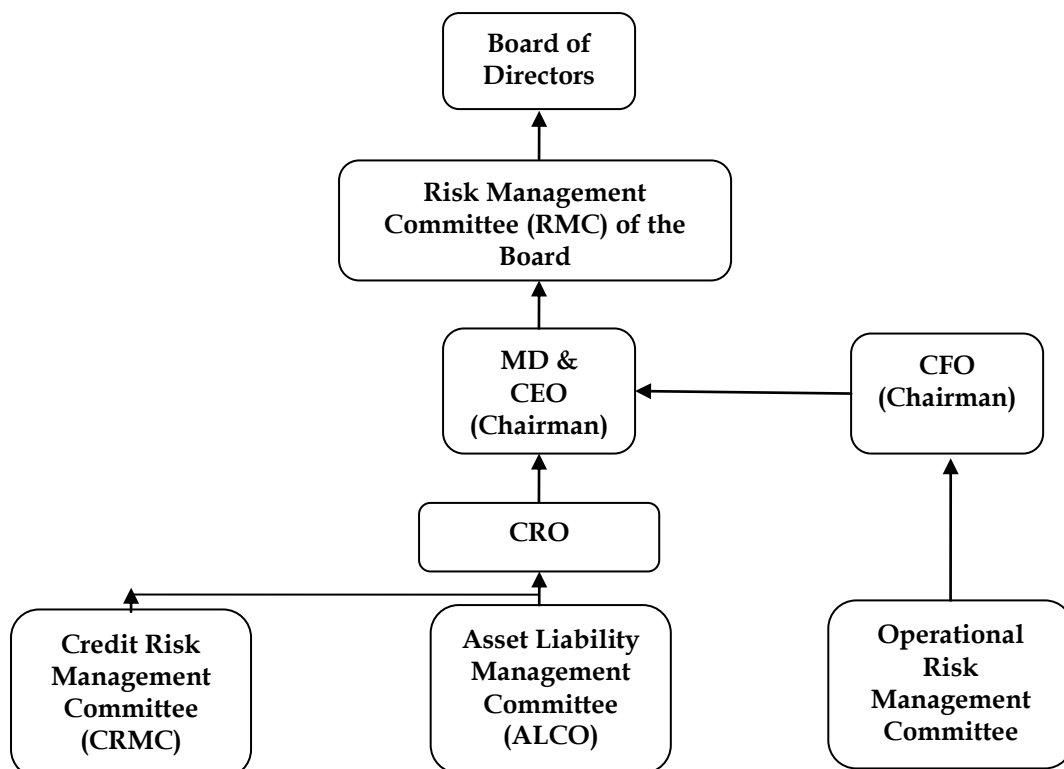 Board of
Directors
Risk Management
Committee (RMC) of the
Board
MD &
CEO
(Chairman)
CFO
(Chairman)
CRO
Credit Risk
Management
Committee
(CRMC)
Asset Liability
Management
Committee
(ALCO)
Operational
Risk
Management
Committee